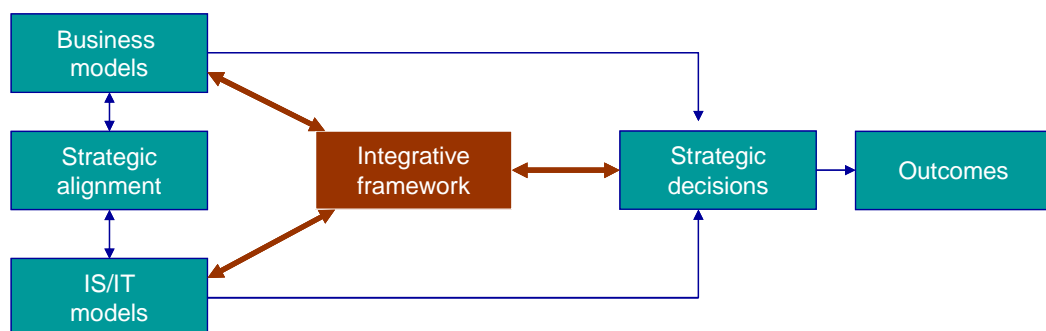 Business
models
Strategic
alignment
IS/IT
models
Integrative
framework
Strategic
decisions
Outcomes